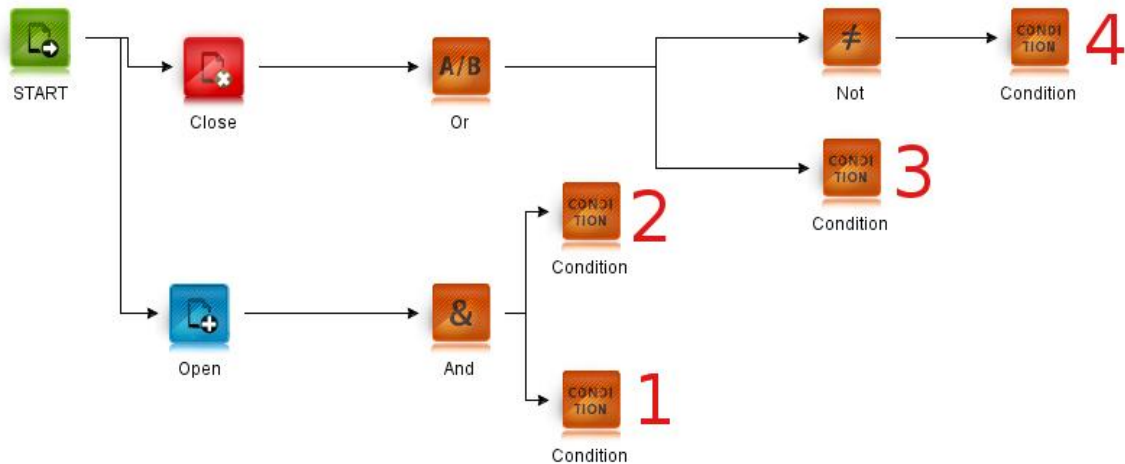 START
Close
A/B
Or
≠
Not
CONDI
TION
Condition
4
CONDI
TION
Condition
3
CONDI
TION
Condition
2
Open
&
And
CONDI
TION
Condition
1